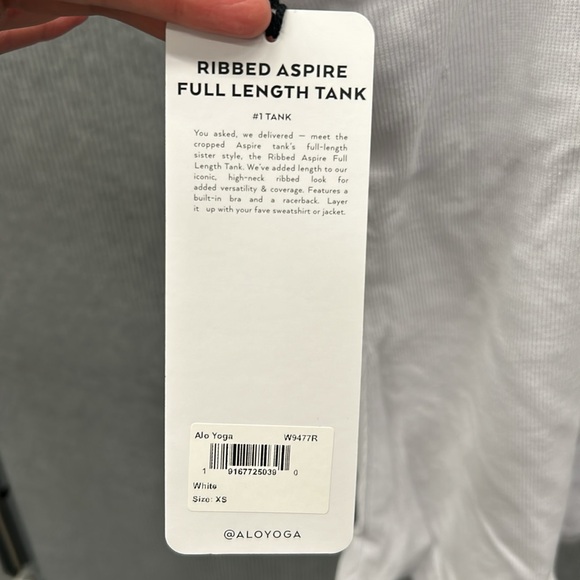 RIBBED ASPIRE
FULL LENGTH TANK
#1 TANK
You asked, we delivered — meet the
cropped Aspire tank's full-length
sister style, the Ribbed Aspire Full
Length Tank. We've added length to our
iconic, high-neck ribbed look for
added versatility & coverage. Features a
built-in bra and a racerback. Layer
it up with your fave sweatshirt or jacket.
Alo Yoga W9477R
1 9167725039 0
White
Size: XS
@ALOYOGA